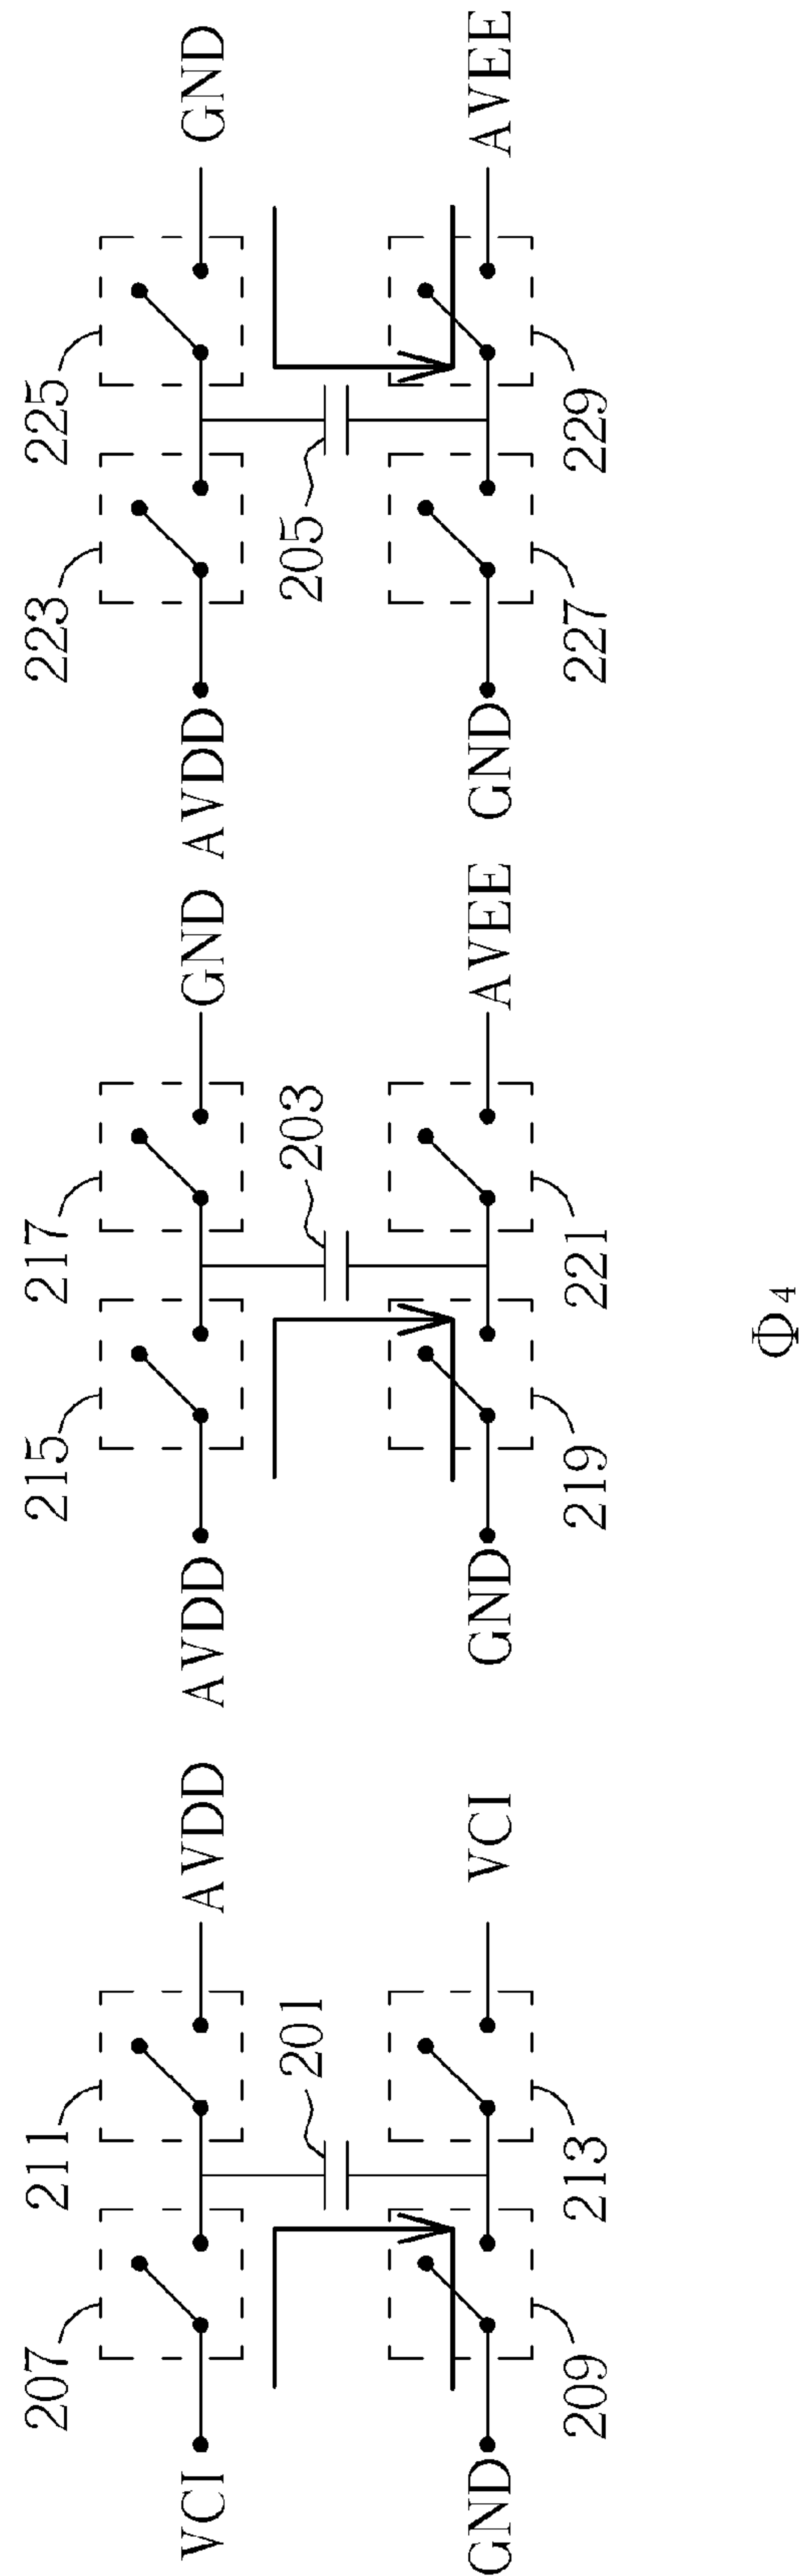 207 211 215 217 223 225
VCI AVDD AVDD GND AVDD GND
201 203 205
GND VCI GND AVEE GND AVEE
209 213 219 221 227 229
Φ4